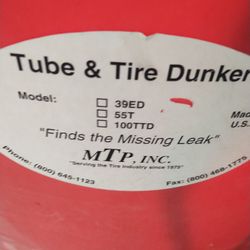 Tube & Tire Dunker
Model:
39ED
55T
100TTD
Mad
U.S.
"Finds the Missing Leak"
MTP, INC.
"Serving the Tire Industry since 1975"
Phone: (800) 645-1123
Fax: (800) 468-1775